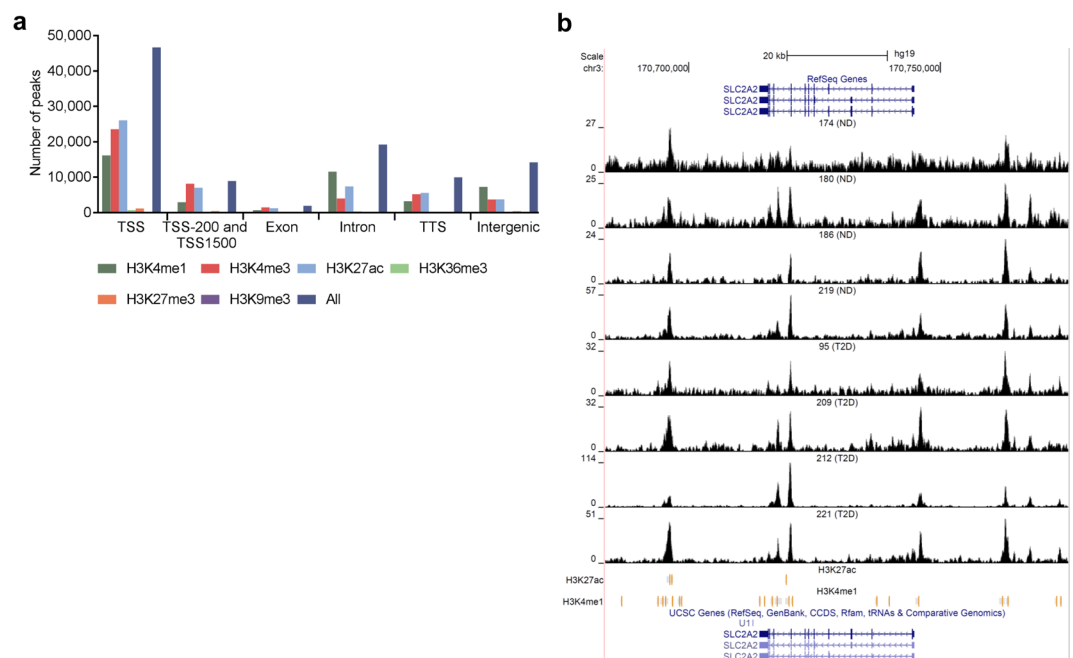 a
50,000
40,000
30,000
20,000
10,000
0
Number of peaks
TSS
TSS-200 and
TSS1500
Exon
Intron
TTS
Intergenic
H3K4me1
H3K4me3
H3K27ac
H3K36me3
H3K27me3
H3K9me3
All
b
Scale
20 kb
hg19
chr3:
170,700,000
170,750,000
RefSeq Genes
SLC2A2
SLC2A2
SLC2A2
174 (ND)
27
0
180 (ND)
25
0
186 (ND)
24
0
219 (ND)
57
0
95 (T2D)
32
0
209 (T2D)
32
0
212 (T2D)
114
0
221 (T2D)
51
0
H3K27ac
H3K27ac
H3K4me1
H3K4me1
UCSC Genes (RefSeq, GenBank, CCDS, Rfam, tRNAs & Comparative Genomics)
U1
SLC2A2
SLC2A2
SLC2A2